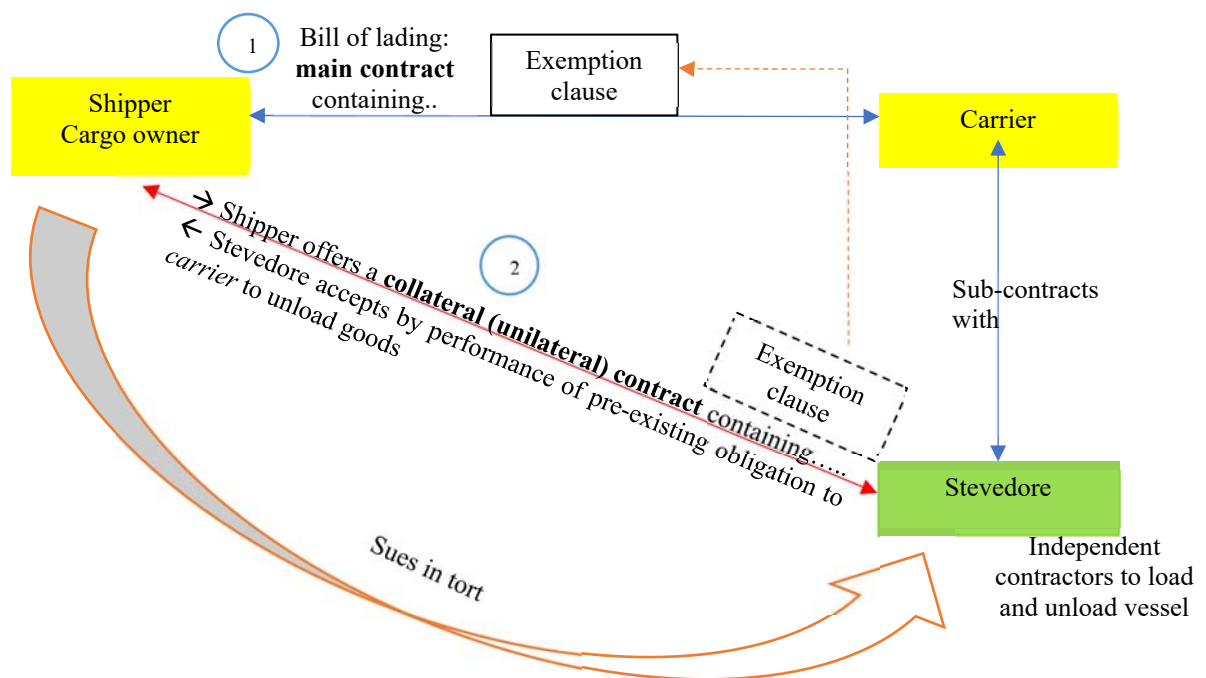 1
Bill of lading:
main contract
containing..
Exemption
clause
Shipper
Cargo owner
Carrier
→ Shipper offers a collateral (unilateral) contract containing…..
← Stevedore accepts by performance of pre-existing obligation to
carrier to unload goods
2
Exemption
clause
Sub-contracts
with
Stevedore
Independent
contractors to load
and unload vessel
Sues in tort